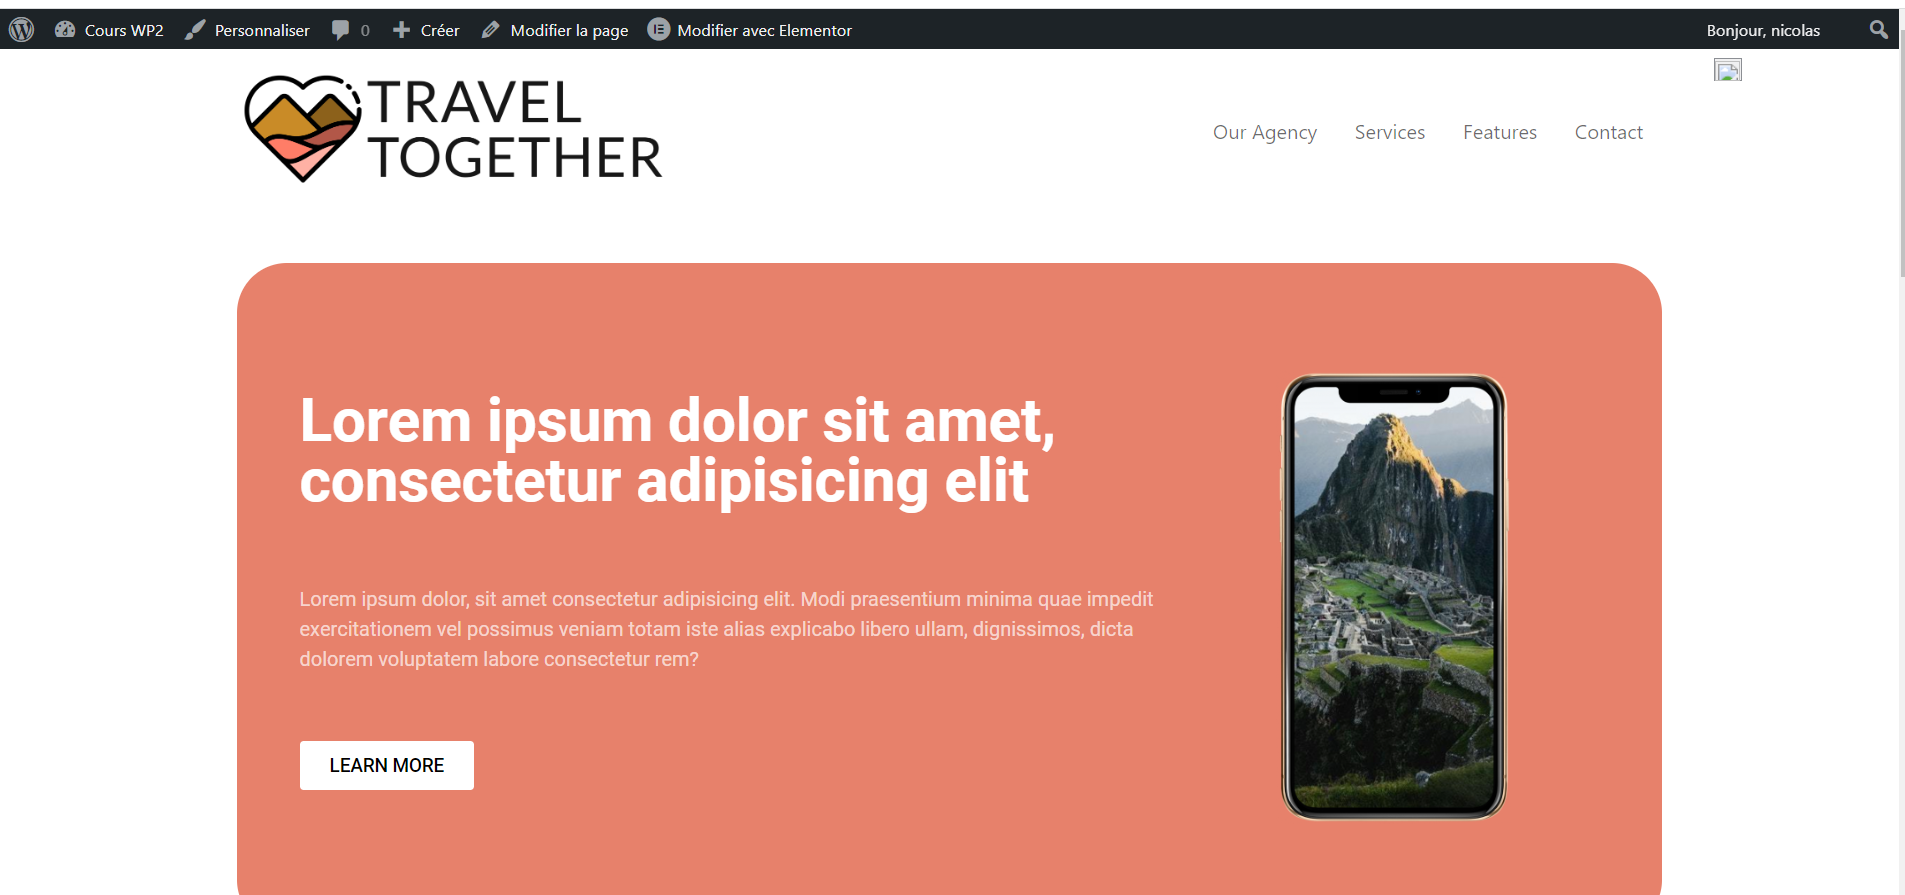 Cours WP2 Personnaliser 0 Créer Modifier la page Modifier avec Elementor Bonjour, nicolas
TRAVEL
TOGETHER
Our Agency Services Features Contact
Lorem ipsum dolor sit amet,
consectetur adipisicing elit
Lorem ipsum dolor, sit amet consectetur adipisicing elit. Modi praesentium minima quae impedit
exercitationem vel possimus veniam totam iste alias explicabo libero ullam, dignissimos, dicta
dolorem voluptatem labore consectetur rem?
LEARN MORE